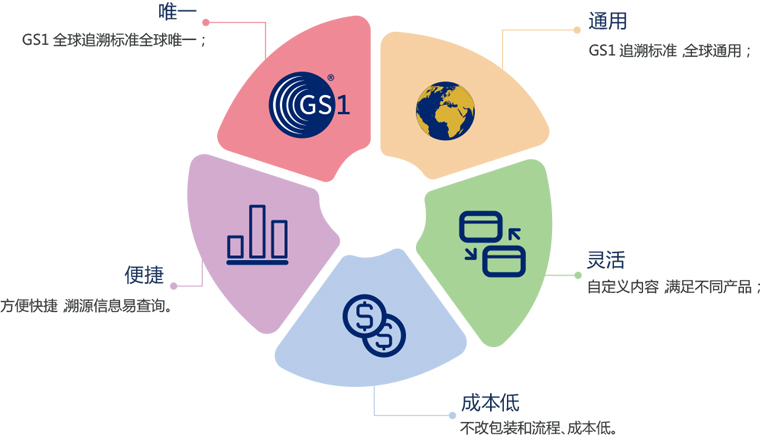 唯一
GS1 全球追溯标准全球唯一；
通用
GS1 追溯标准，全球通用；
GS1®
灵活
自定义内容，满足不同产品；
便捷
方便快捷，溯源信息易查询。
成本低
不改包装和流程、成本低。